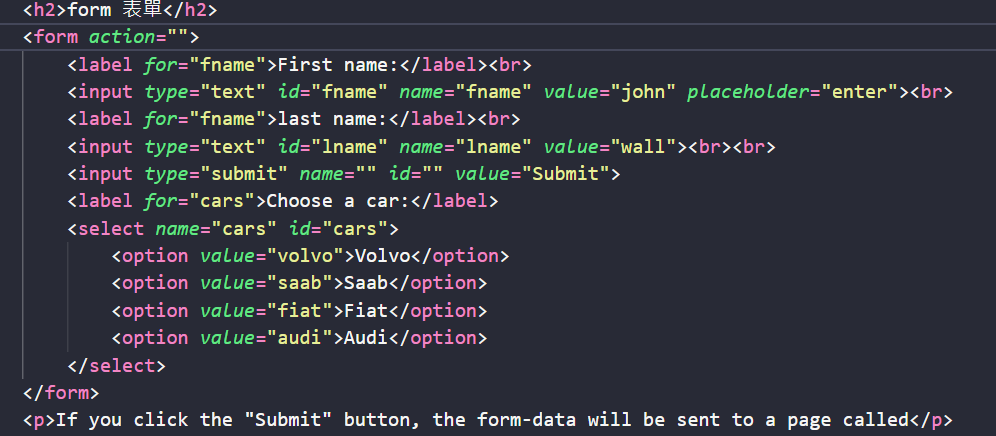 <h2>form 表單</h2>
<form action="">
<label for="fname">First name:</label><br>
<input type="text" id="fname" name="fname" value="john" placeholder="enter"><br>
<label for="fname">last name:</label><br>
<input type="text" id="lname" name="lname" value="wall"><br><br>
<input type="submit" name="" id="" value="Submit">
<label for="cars">Choose a car:</label>
<select name="cars" id="cars">
<option value="volvo">Volvo</option>
<option value="saab">Saab</option>
<option value="fiat">Fiat</option>
<option value="audi">Audi</option>
</select>
</form>
<p>If you click the "Submit" button, the form-data will be sent to a page called</p>